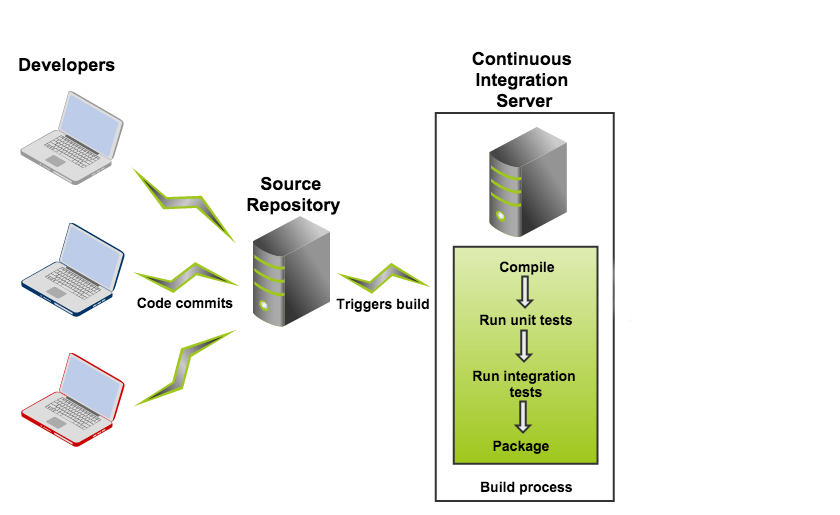 Developers
Continuous
Integration
Server
Source
Repository
Code commits
Triggers build
Compile
Run unit tests
Run integration
tests
Package
Build process